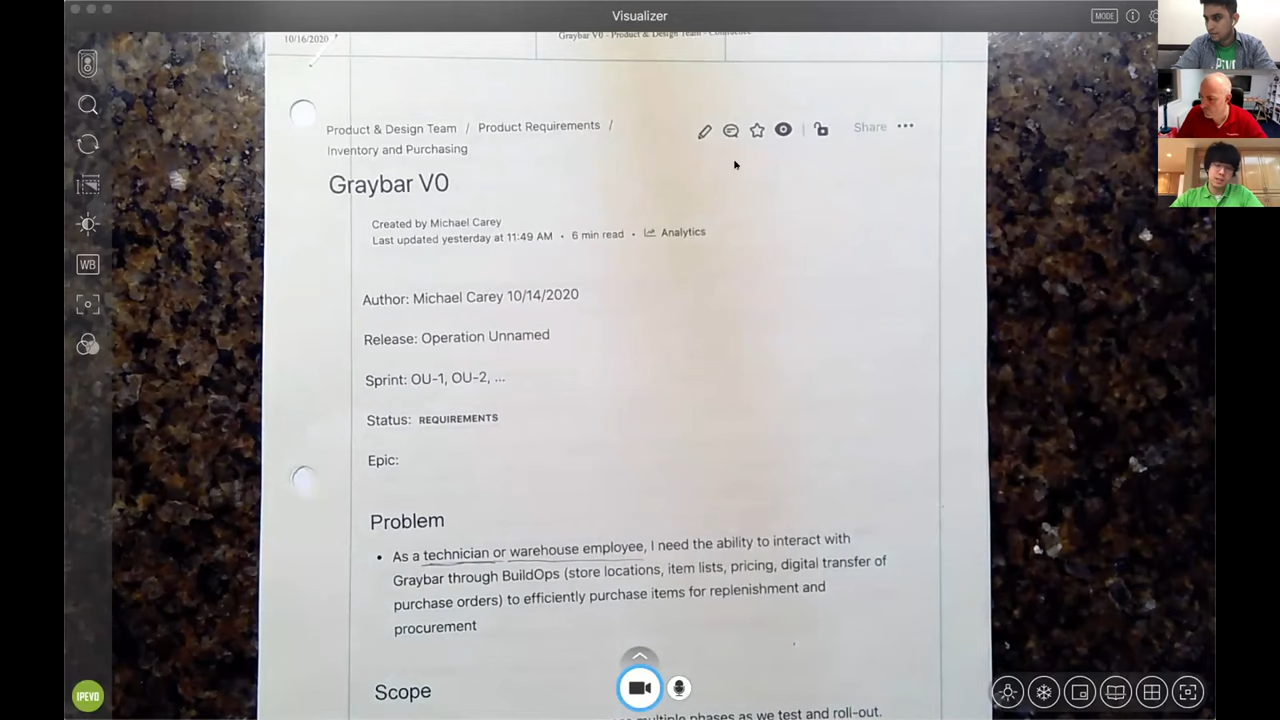 Visualizer
MODE
10/16/2020
Graybar V0 - Product & Design Team -
Product & Design Team / Product Requirements /
Inventory and Purchasing
Share
Graybar V0
Created by Michael Carey
Last updated yesterday at 11:49 AM • 6 min read • Analytics
Author: Michael Carey 10/14/2020
Release: Operation Unnamed
Sprint: OU-1, OU-2, ...
Status: REQUIREMENTS
Epic:
Problem
• As a technician or warehouse employee, I need the ability to interact with
Graybar through BuildOps (store locations, item lists, pricing, digital transfer of
purchase orders) to efficiently purchase items for replenishment and
procurement
Scope
multiple phases as we test and roll-out.
WB
IPEVO